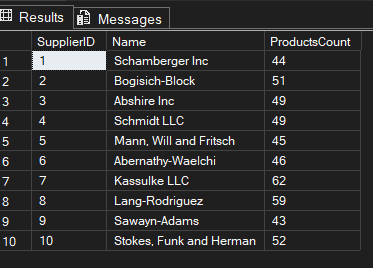 Results Messages
SupplierID Name ProductsCount
1 1 Schamberger Inc 44
2 2 Bogisich-Block 51
3 3 Abshire Inc 49
4 4 Schmidt LLC 49
5 5 Mann, Will and Fritsch 45
6 6 Abernathy-Waelchi 46
7 7 Kassulke LLC 62
8 8 Lang-Rodriguez 59
9 9 Sawayn-Adams 43
10 10 Stokes, Funk and Herman 52